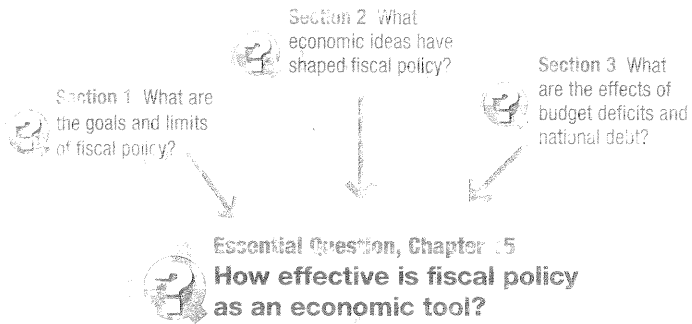 Section 1 What are
the goals and limits
of fiscal policy?
Section 2 What
economic ideas have
shaped fiscal policy?
Section 3 What
are the effects of
budget deficits and
national debt?
Essential Question, Chapter 5
How effective is fiscal policy
as an economic tool?